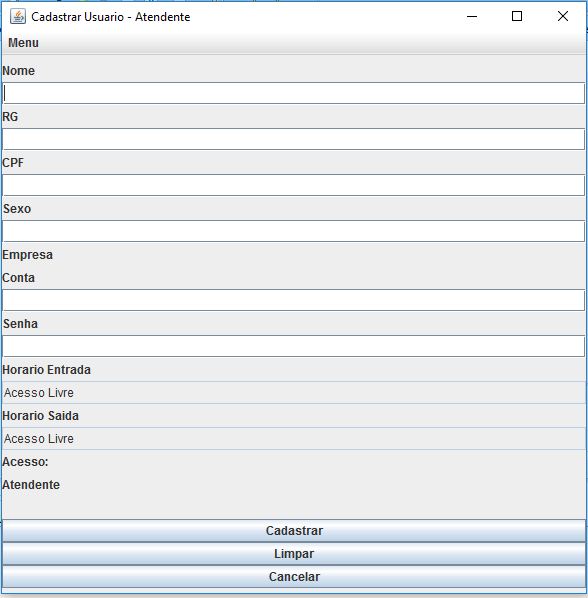 Cadastrar Usuario - Atendente
Menu
Nome
RG
CPF
Sexo
Empresa
Conta
Senha
Horario Entrada
Acesso Livre
Horario Saida
Acesso Livre
Acesso:
Atendente
Cadastrar
Limpar
Cancelar